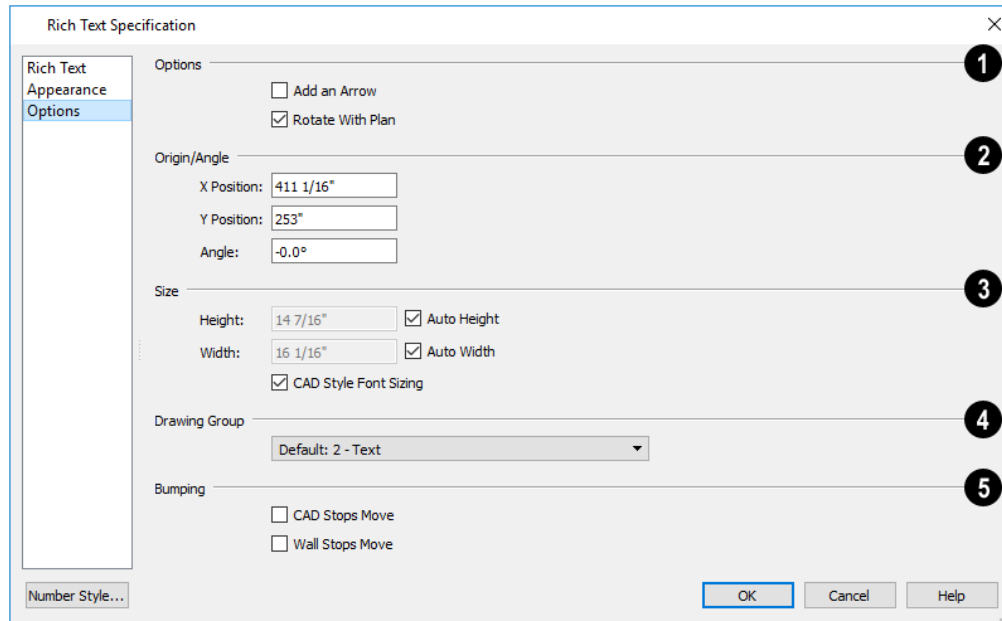 Rich Text Specification
Rich Text
Appearance
Options
Options
1
Add an Arrow
Rotate With Plan
Origin/Angle
2
X Position: 411 1/16"
Y Position: 253"
Angle: -0.0°
Size
3
Height: 14 7/16" Auto Height
Width: 16 1/16" Auto Width
CAD Style Font Sizing
Drawing Group
4
Default: 2 - Text
Bumping
5
CAD Stops Move
Wall Stops Move
Number Style... OK Cancel Help